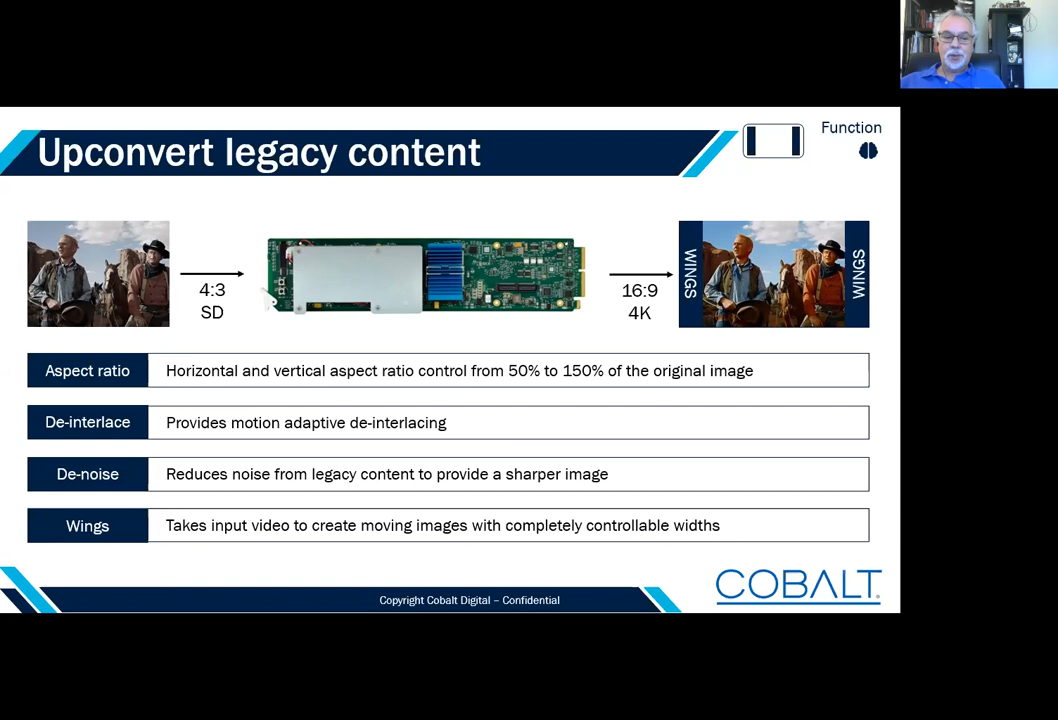 Upconvert legacy content
Function
4:3
SD
16:9
4K
WINGS
WINGS
Aspect ratio
Horizontal and vertical aspect ratio control from 50% to 150% of the original image
De-interlace
Provides motion adaptive de-interlacing
De-noise
Reduces noise from legacy content to provide a sharper image
Wings
Takes input video to create moving images with completely controllable widths
Copyright Cobalt Digital – Confidential
COBALT